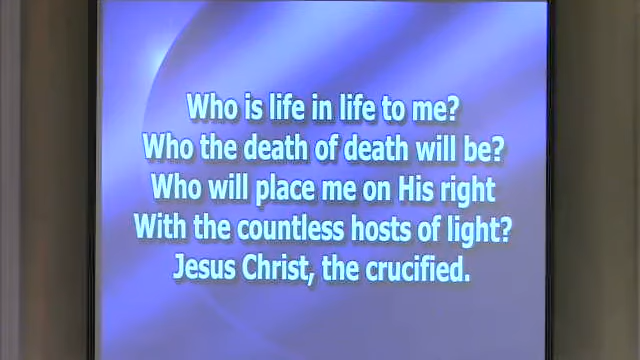 Who is life in life to me?
Who the death of death will be?
Who will place me on His right
With the countless hosts of light?
Jesus Christ, the crucified.